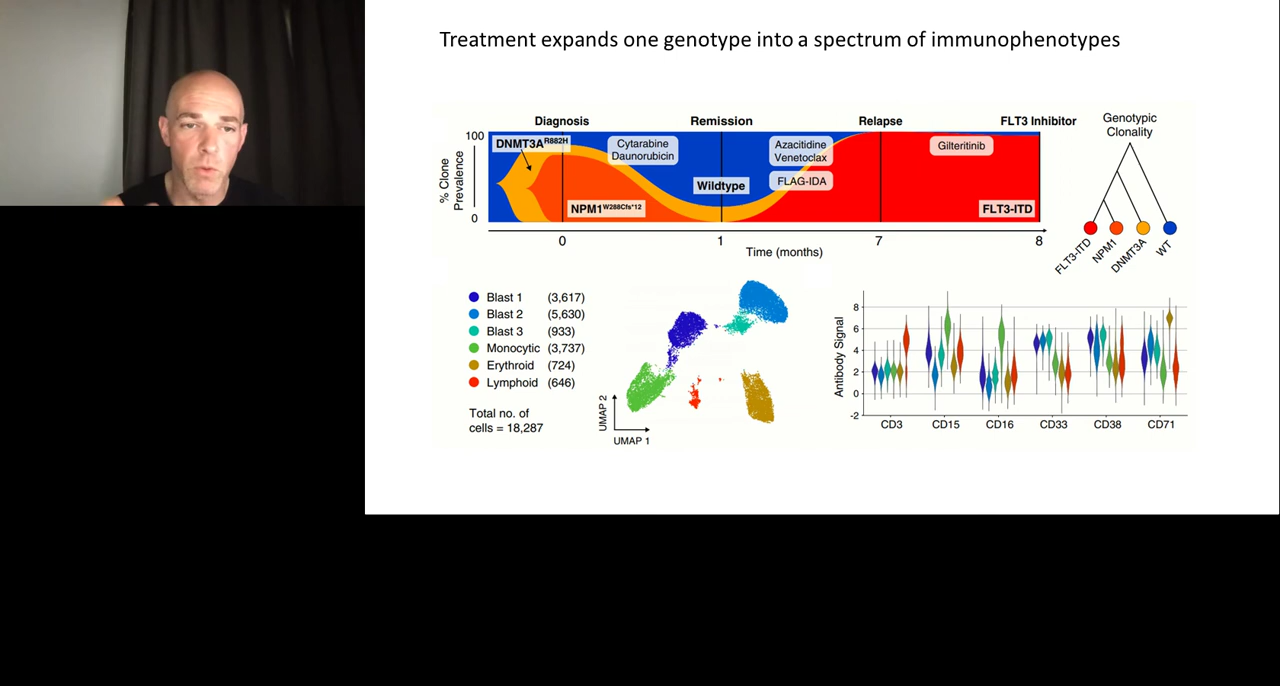 Treatment expands one genotype into a spectrum of immunophenotypes
Diagnosis
Remission
Relapse
FLT3 Inhibitor
% Clone
Prevalence
100
0
DNMT3A^R882H
Cytarabine
Daunorubicin
Azacitidine
Venetoclax
FLAG-IDA
Gilteritinib
Wildtype
NPM1^W288Cfs*12
FLT3-ITD
0
1
7
8
Time (months)
Genotypic
Clonality
FLT3-ITD
NPM1
DNMT3A
WT
Blast 1 (3,617)
Blast 2 (5,630)
Blast 3 (933)
Monocytic (3,737)
Erythroid (724)
Lymphoid (646)
Total no. of
cells = 18,287
UMAP 2
UMAP 1
Antibody Signal
8
6
4
2
0
-2
CD3
CD15
CD16
CD33
CD38
CD71